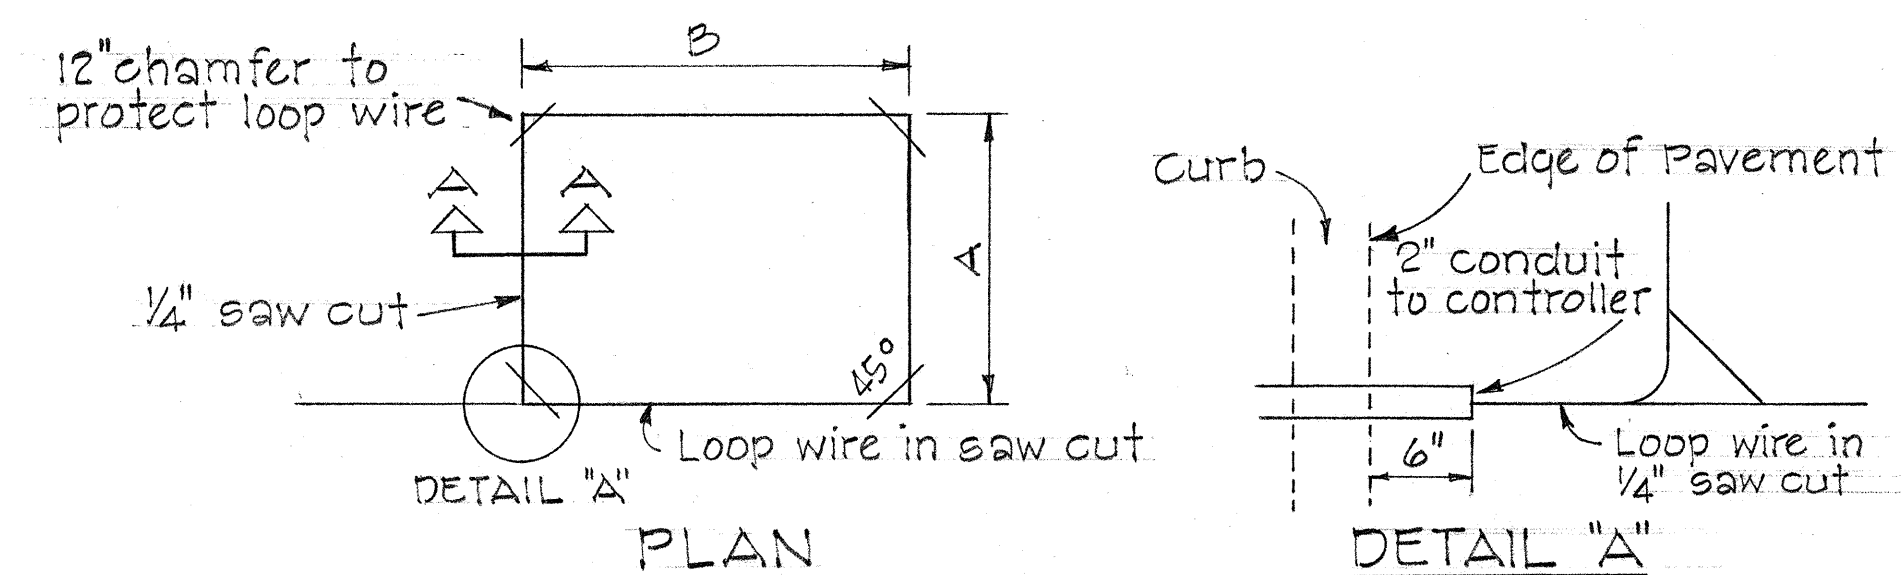 12" chamfer to
protect loop wire
B
A A
A
1/4" saw cut
45°
Loop wire in saw cut
DETAIL "A"
PLAN
Curb
Edge of Pavement
2" conduit
to controller
6"
Loop wire in
1/4" saw cut
DETAIL "A"